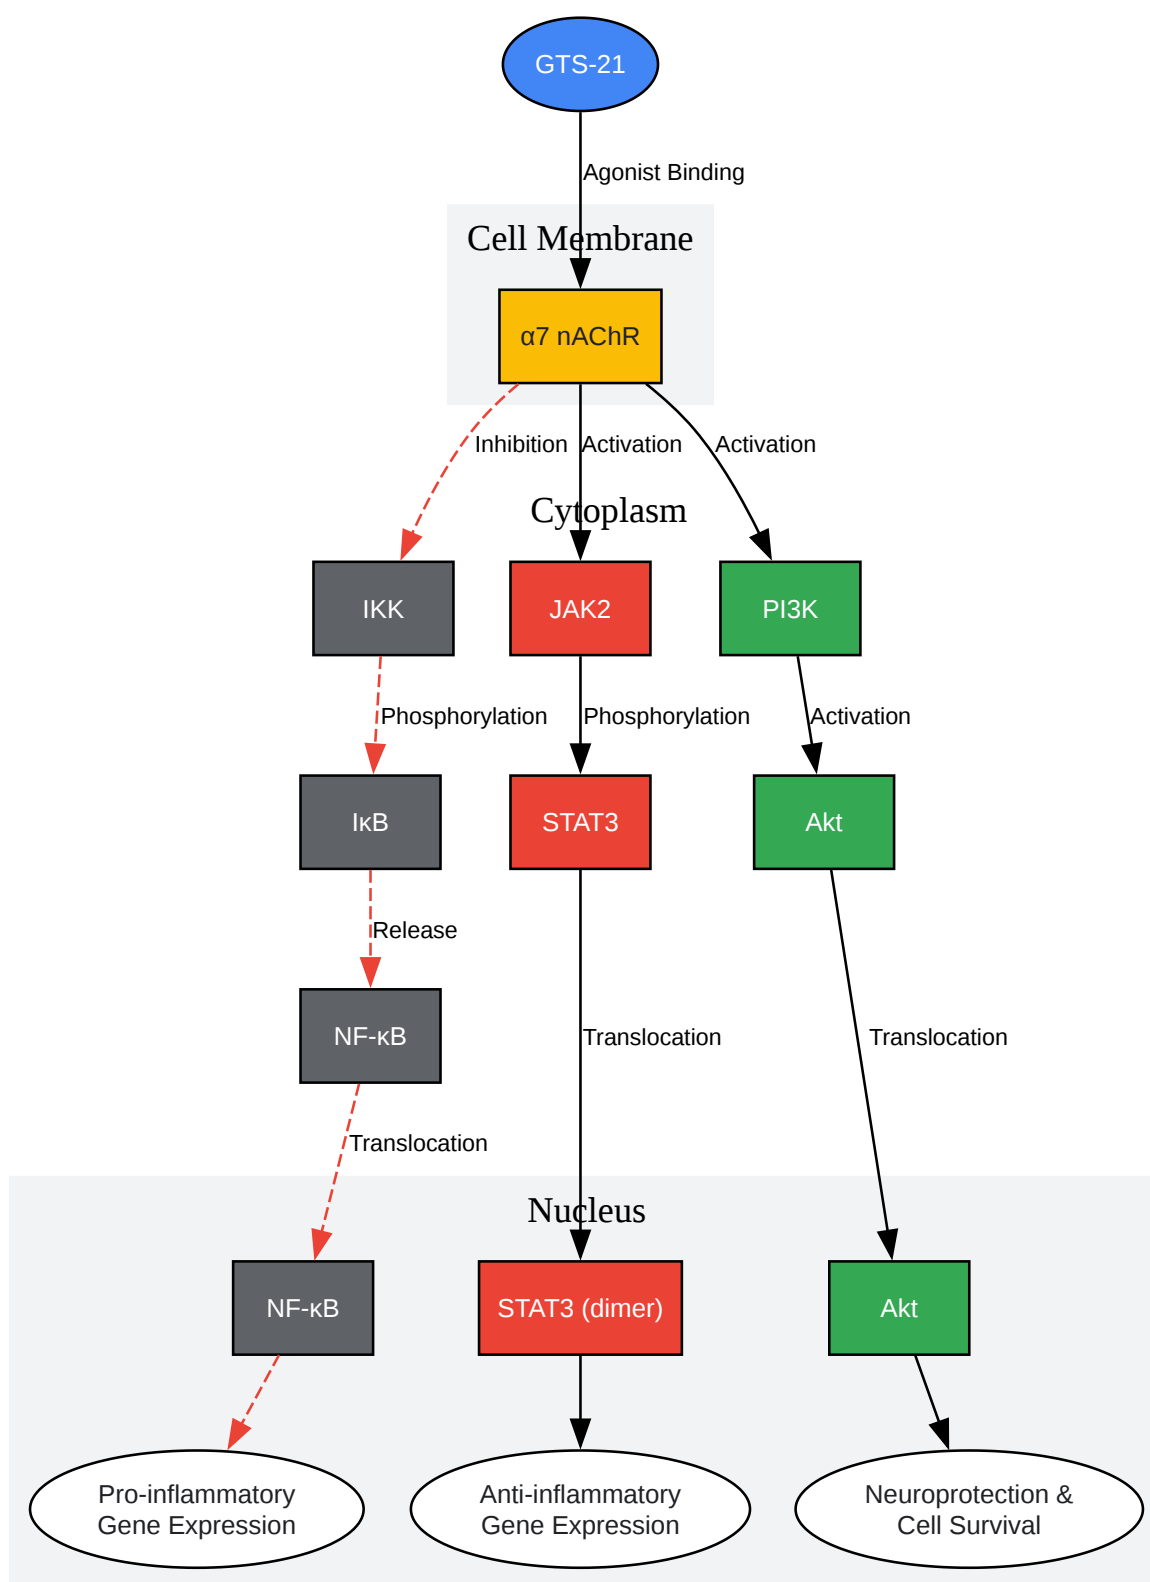 GTS-21
Agonist Binding
Cell Membrane
α7 nAChR
Inhibition
Activation
Activation
Cytoplasm
IKK
JAK2
PI3K
Phosphorylation
Phosphorylation
Activation
IκB
STAT3
Akt
Release
NF-κB
Translocation
Translocation
Translocation
Nucleus
NF-κB
STAT3 (dimer)
Akt
Pro-inflammatory
Gene Expression
Anti-inflammatory
Gene Expression
Neuroprotection &
Cell Survival